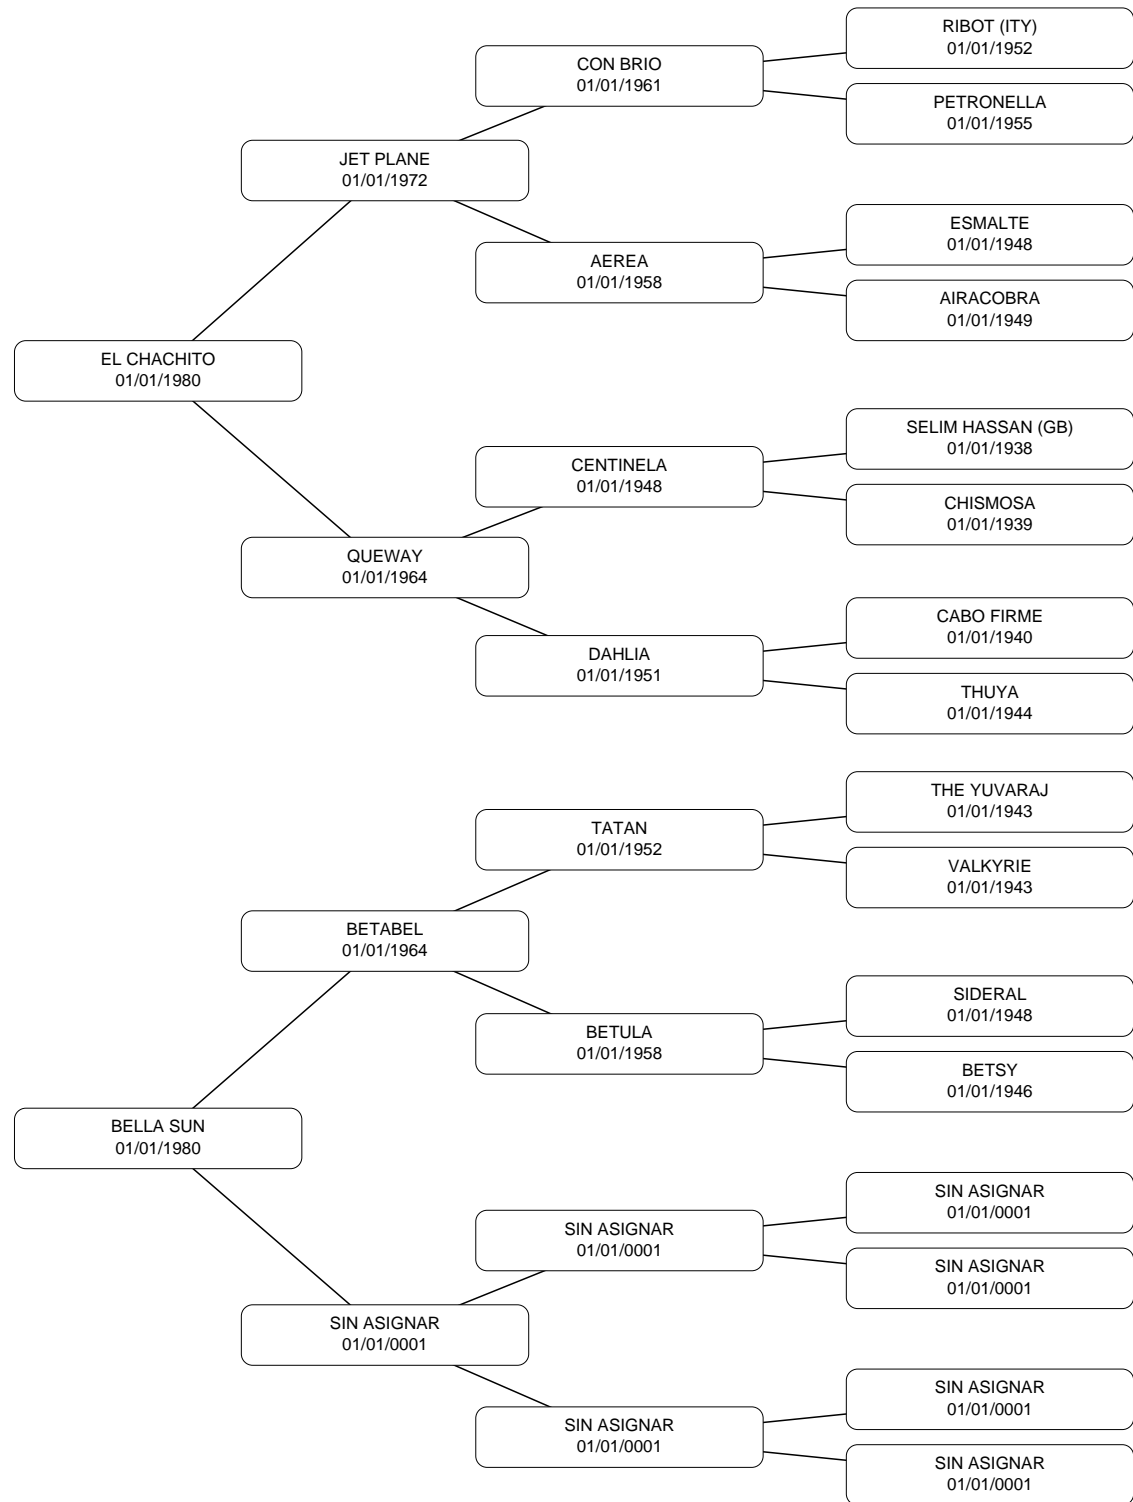 RIBOT (ITY)
01/01/1952
CON BRIO
01/01/1961
PETRONELLA
01/01/1955
JET PLANE
01/01/1972
ESMALTE
01/01/1948
AEREA
01/01/1958
AIRACOBRA
01/01/1949
EL CHACHITO
01/01/1980
SELIM HASSAN (GB)
01/01/1938
CENTINELA
01/01/1948
CHISMOSA
01/01/1939
QUEWAY
01/01/1964
CABO FIRME
01/01/1940
DAHLIA
01/01/1951
THUYA
01/01/1944
THE YUVARAJ
01/01/1943
TATAN
01/01/1952
VALKYRIE
01/01/1943
BETABEL
01/01/1964
SIDERAL
01/01/1948
BETULA
01/01/1958
BETSY
01/01/1946
BELLA SUN
01/01/1980
SIN ASIGNAR
01/01/0001
SIN ASIGNAR
01/01/0001
SIN ASIGNAR
01/01/0001
SIN ASIGNAR
01/01/0001
SIN ASIGNAR
01/01/0001
SIN ASIGNAR
01/01/0001
SIN ASIGNAR
01/01/0001